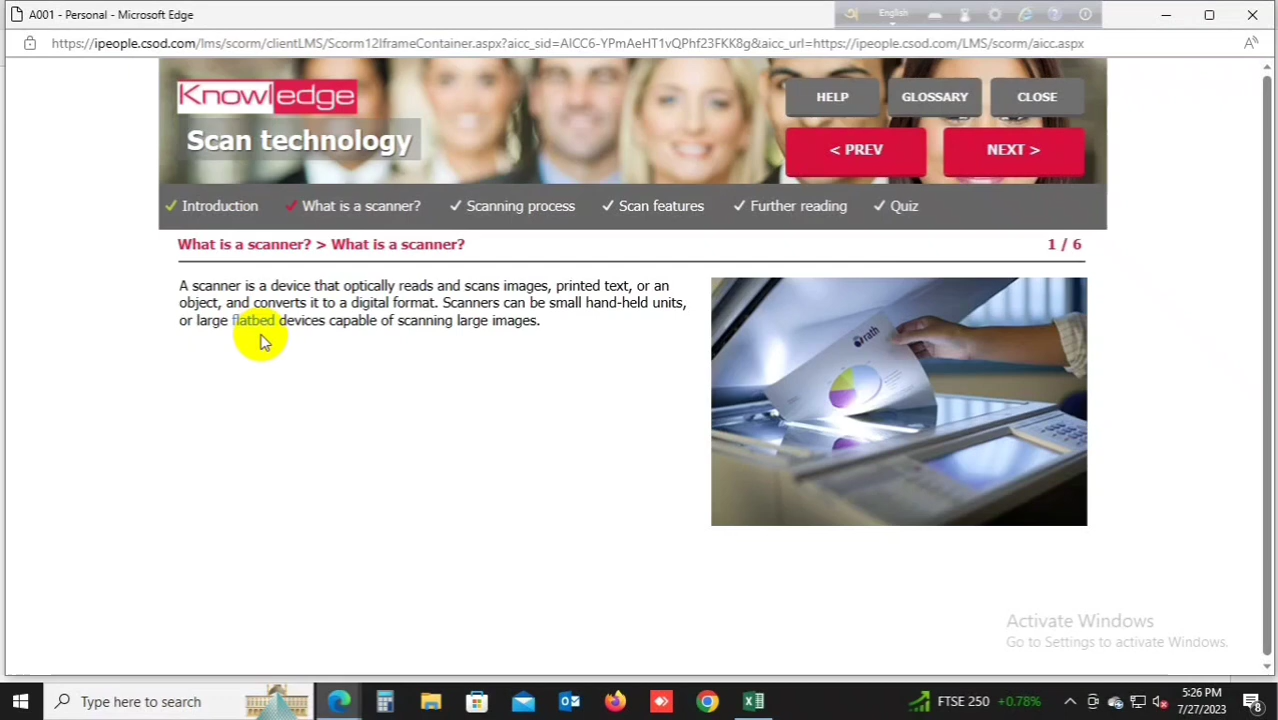 A001 - Personal - Microsoft Edge
English
https://ipeople.csod.com/lms/scorm/clientLMS/Scorm12IframeContainer.aspx?aicc_sid=AICC6-YPmAeHT1vQPhf23FKK8g&aicc_url=https://ipeople.csod.com/LMS/scorm/aicc.aspx
Knowledge
HELP
GLOSSARY
CLOSE
Scan technology
< PREV
NEXT >
Introduction
What is a scanner?
Scanning process
Scan features
Further reading
Quiz
What is a scanner? > What is a scanner?
1 / 6
A scanner is a device that optically reads and scans images, printed text, or an
object, and converts it to a digital format. Scanners can be small hand-held units,
or large flatbed devices capable of scanning large images.
rath
Activate Windows
Go to Settings to activate Windows.
Type here to search
FTSE 250 +0.78%
5:26 PM
7/27/2023
8